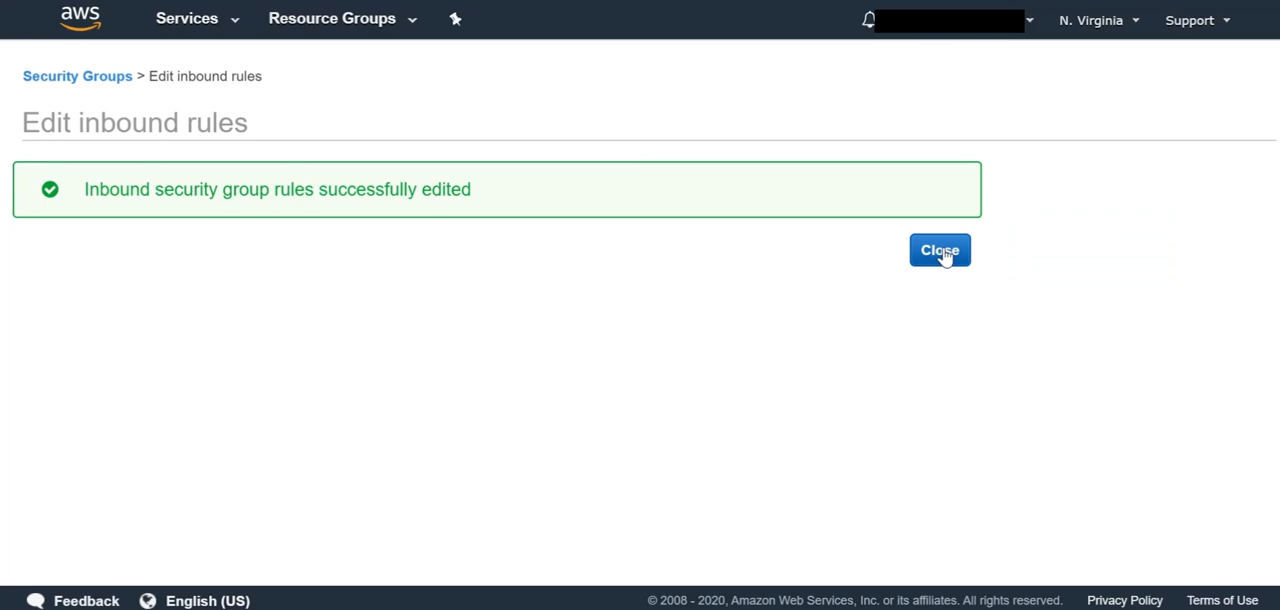 aws Services Resource Groups N. Virginia Support
Security Groups > Edit inbound rules
Edit inbound rules
Inbound security group rules successfully edited
Close
Feedback English (US) © 2008 - 2020, Amazon Web Services, Inc. or its affiliates. All rights reserved. Privacy Policy Terms of Use